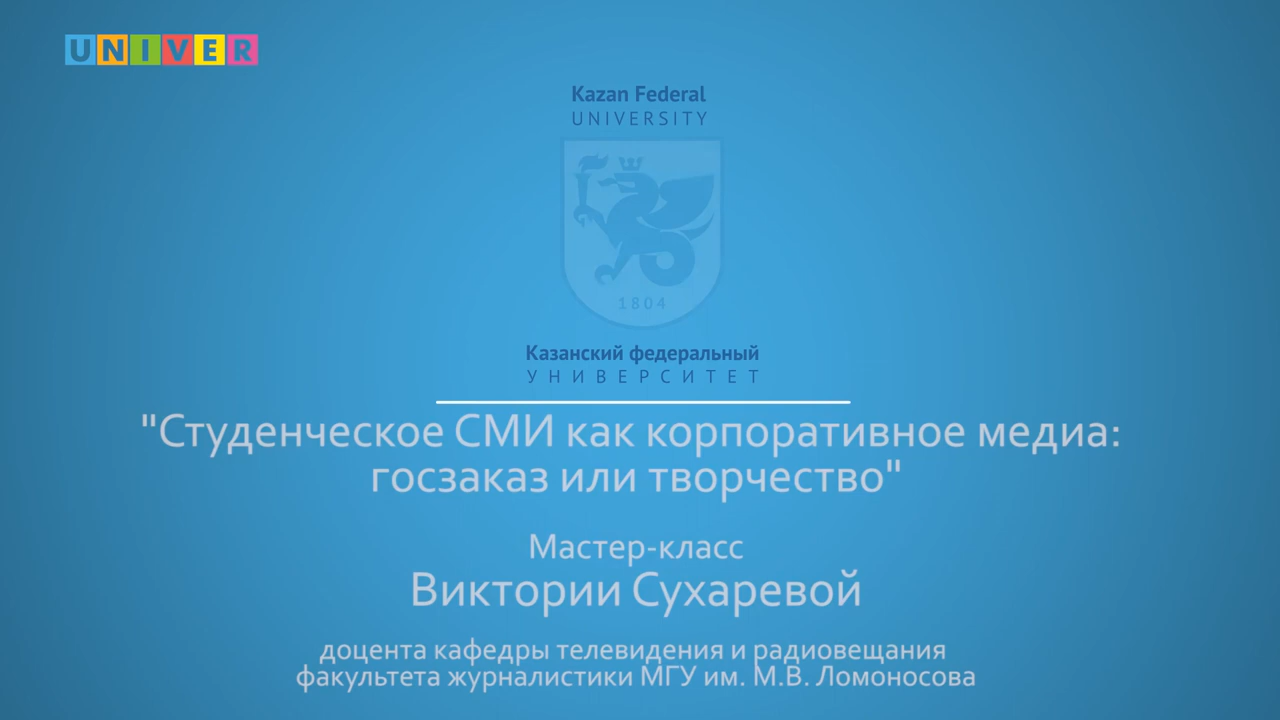 UNIVER
Kazan Federal
UNIVERSITY
1804
Казанский федеральный
УНИВЕРСИТЕТ
"Студенческое СМИ как корпоративное медиа:
госзаказ или творчество"
Мастер-класс
Виктории Сухаревой
доцента кафедры телевидения и радиовещания
факультета журналистики МГУ им. М.В. Ломоносова